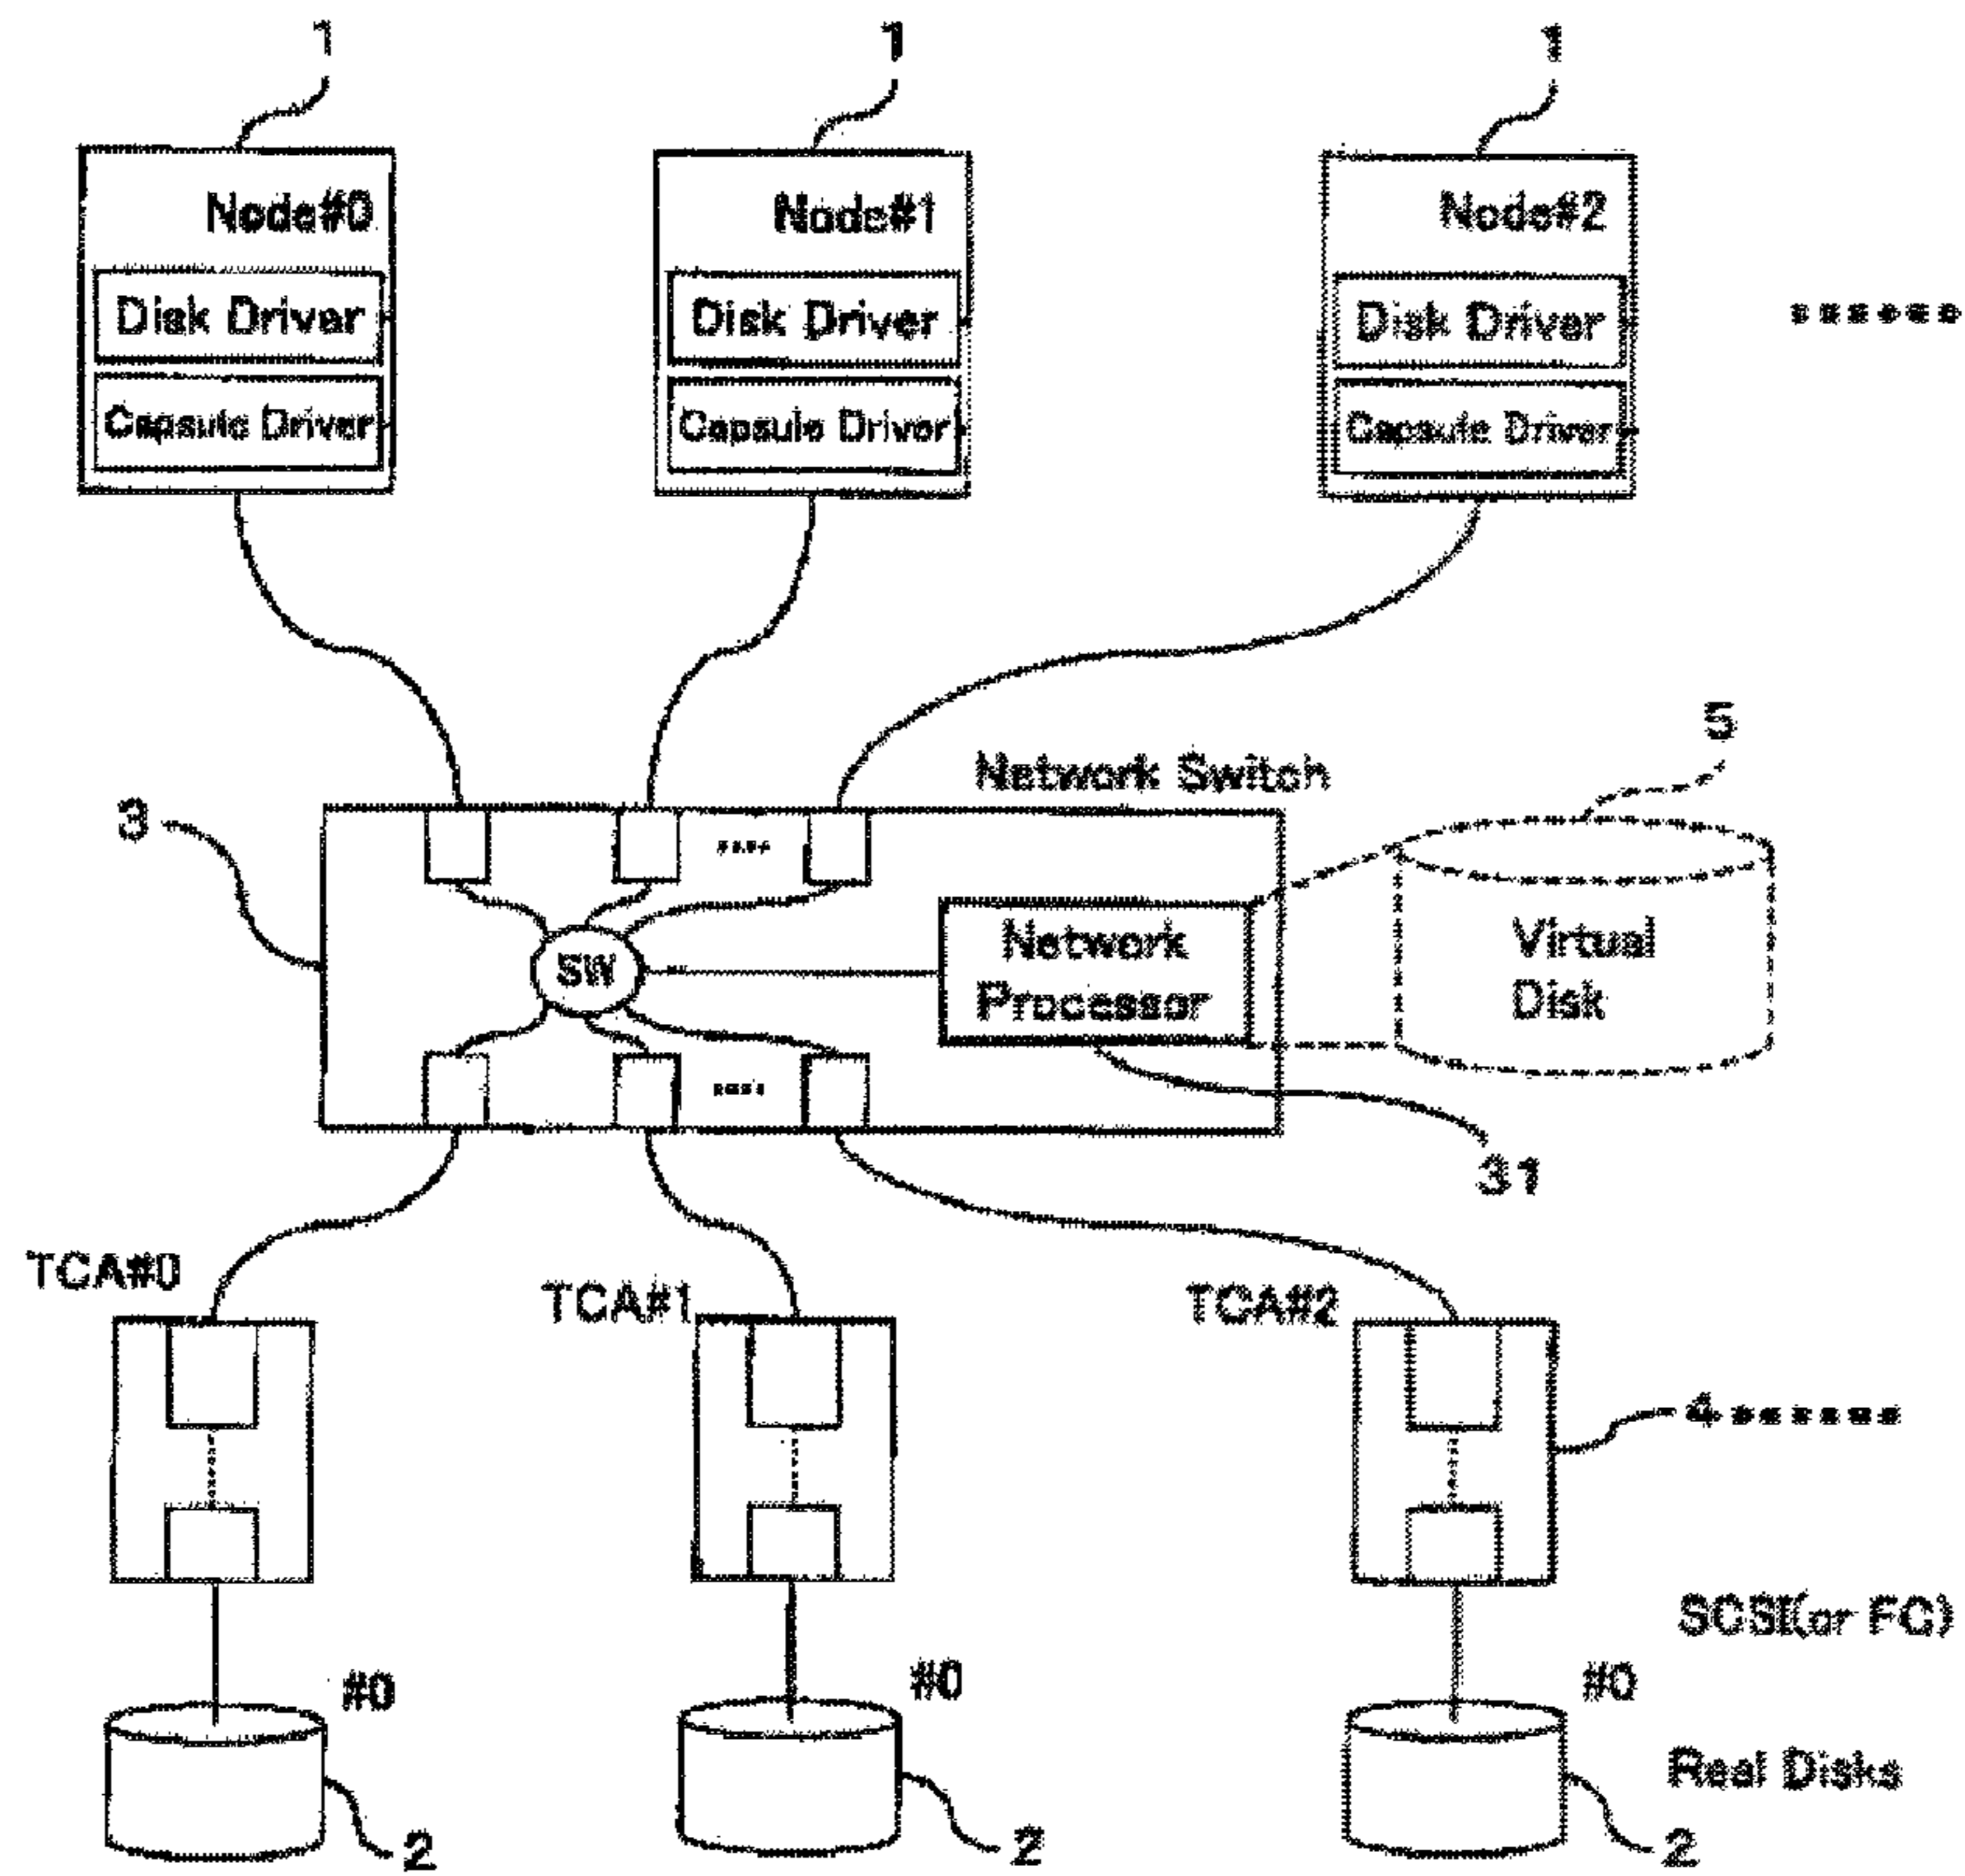 1 1 1
Node#0 Node#1 Node#2
Disk Driver Disk Driver Disk Driver ······
Capsule Driver Capsule Driver Capsule Driver
5
Network Switch
3
····
Network
Processor
SW
Virtual
Disk
····
31
TCA#0
TCA#1
TCA#2
4 ······
SCSI(or FC)
#0 #0 #0
Real Disks
2 2 2